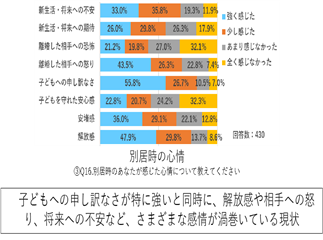 新生活・将来への不安 33.0% 35.8% 19.3% 11.9%
新生活・将来への期待 26.0% 29.8% 26.3% 17.9%
離婚した相手への恐怖 21.2% 19.8% 27.0% 32.1%
離婚した相手への怒り 43.5% 26.3% 22.8% 7.4%
子どもへの申し訳なさ 55.8% 26.7% 10.5% 7.0%
子どもを守れた安心感 22.8% 20.7% 24.2% 32.3%
安堵感 36.0% 29.1% 22.1% 12.8%
解放感 47.9% 29.8% 13.7% 8.6%
強く感じた
少し感じた
あまり感じなかった
全く感じなかった
回答数：430
別居時の心情
③Q16.別居時のあなたが感じた心情について教えてください
子どもへの申し訳なさが特に強いと同時に、解放感や相手への怒
り、将来への不安など、さまざまな感情が渦巻いている現状